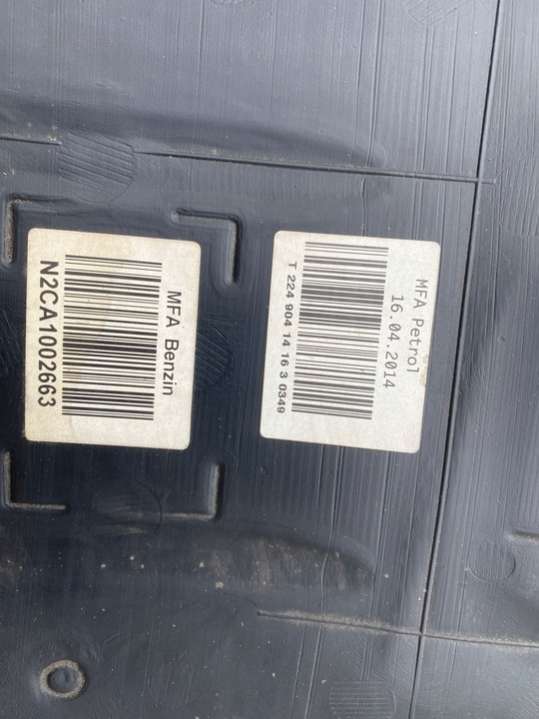 MFA Benzin
N2CA1002663
MFA Petrol
16.04.2014
T 224 904 14 16 3 0349